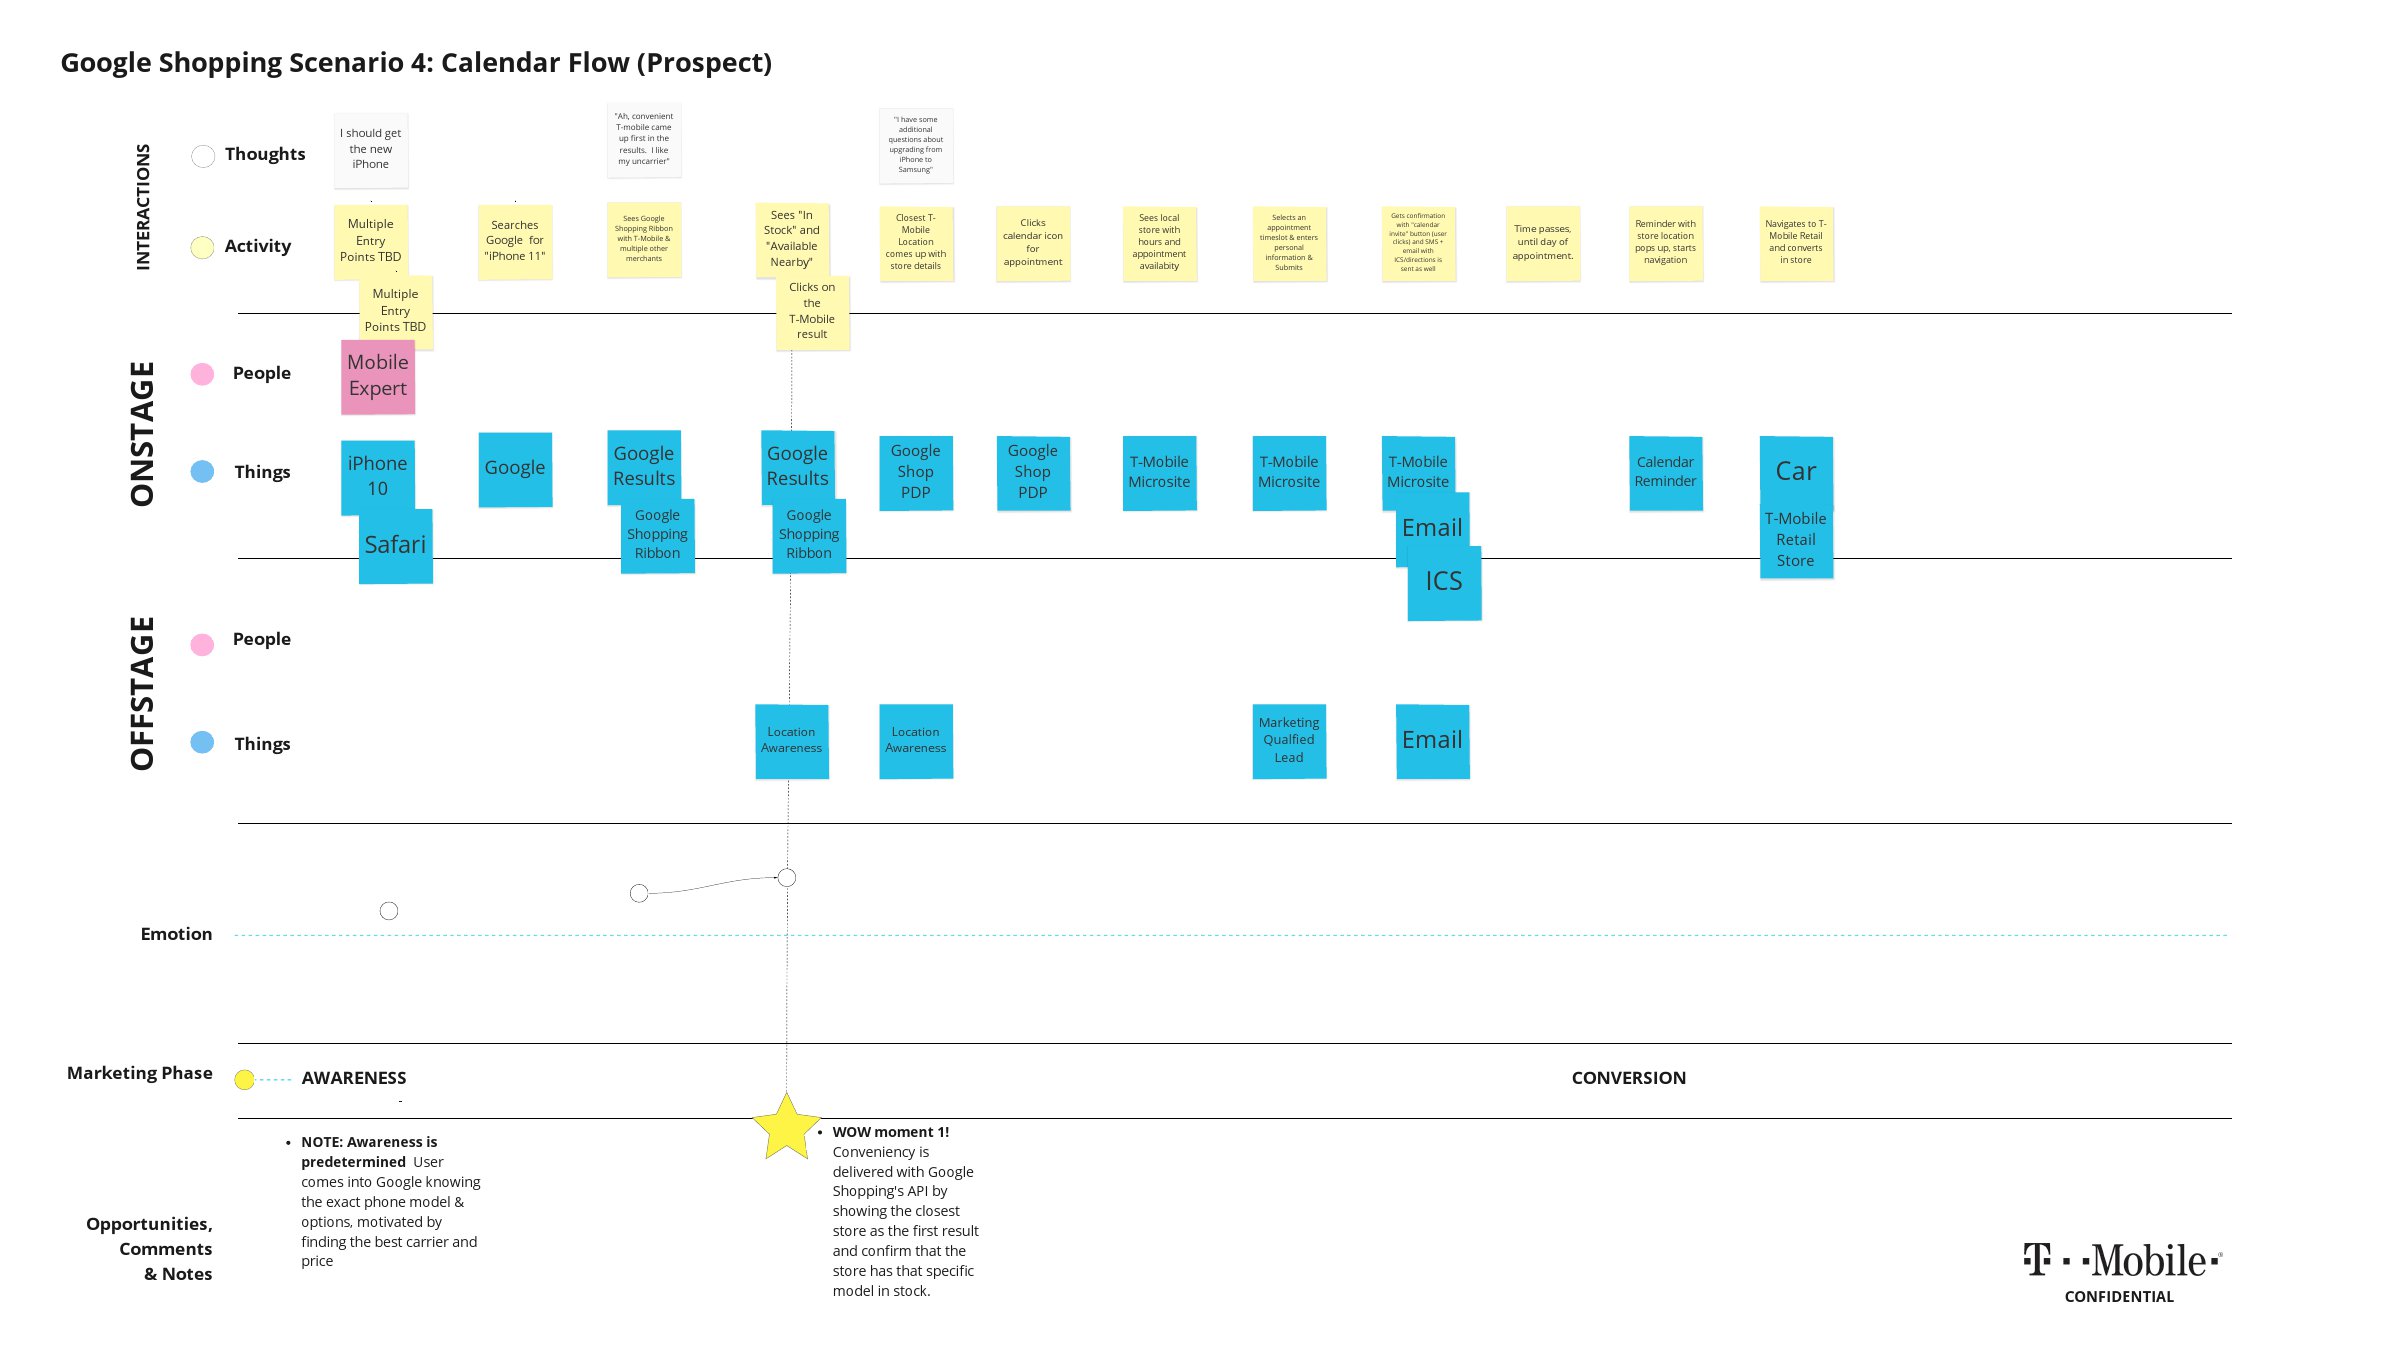 Google Shopping Scenario 4: Calendar Flow (Prospect)
INTERACTIONS
Thoughts
I should get
the new
iPhone
"Ah, convenient
T-mobile came
up first in the
results. I like
my uncarrier"
"I have some
additional
questions about
upgrading from
iPhone to
Samsung"
Activity
Multiple
Entry
Points TBD
Multiple
Entry
Points TBD
Searches
Google for
"iPhone 11"
Sees Google
Shopping Ribbon
with T-Mobile &
multiple other
merchants
Sees "In
Stock" and
"Available
Nearby"
Clicks on
the
T-Mobile
result
Closest T-
Mobile
Location
comes up with
store details
Clicks
calendar icon
for
appointment
Sees local
store with
hours and
appointment
availabity
Selects an
appointment
timeslot & enters
personal
information &
Submits
Gets confirmation
with "calendar
invite" button (user
clicks) and SMS +
email with
ICS/directions is
sent as well
Time passes,
until day of
appointment.
Reminder with
store location
pops up, starts
navigation
Navigates to T-
Mobile Retail
and converts
in store
ONSTAGE
People
Mobile
Expert
Things
iPhone
10
Safari
Google
Google
Results
Google
Shopping
Ribbon
Google
Results
Google
Shopping
Ribbon
Google
Shop
PDP
Google
Shop
PDP
T-Mobile
Microsite
T-Mobile
Microsite
T-Mobile
Microsite
Email
ICS
Calendar
Reminder
Car
T-Mobile
Retail
Store
OFFSTAGE
People
Things
Location
Awareness
Location
Awareness
Marketing
Qualfied
Lead
Email
Emotion
Marketing Phase
AWARENESS
-
CONVERSION
Opportunities,
Comments
& Notes
• NOTE: Awareness is
predetermined User
comes into Google knowing
the exact phone model &
options, motivated by
finding the best carrier and
price
• WOW moment 1!
Conveniency is
delivered with Google
Shopping's API by
showing the closest
store as the first result
and confirm that the
store has that specific
model in stock.
T··Mobile·®
CONFIDENTIAL